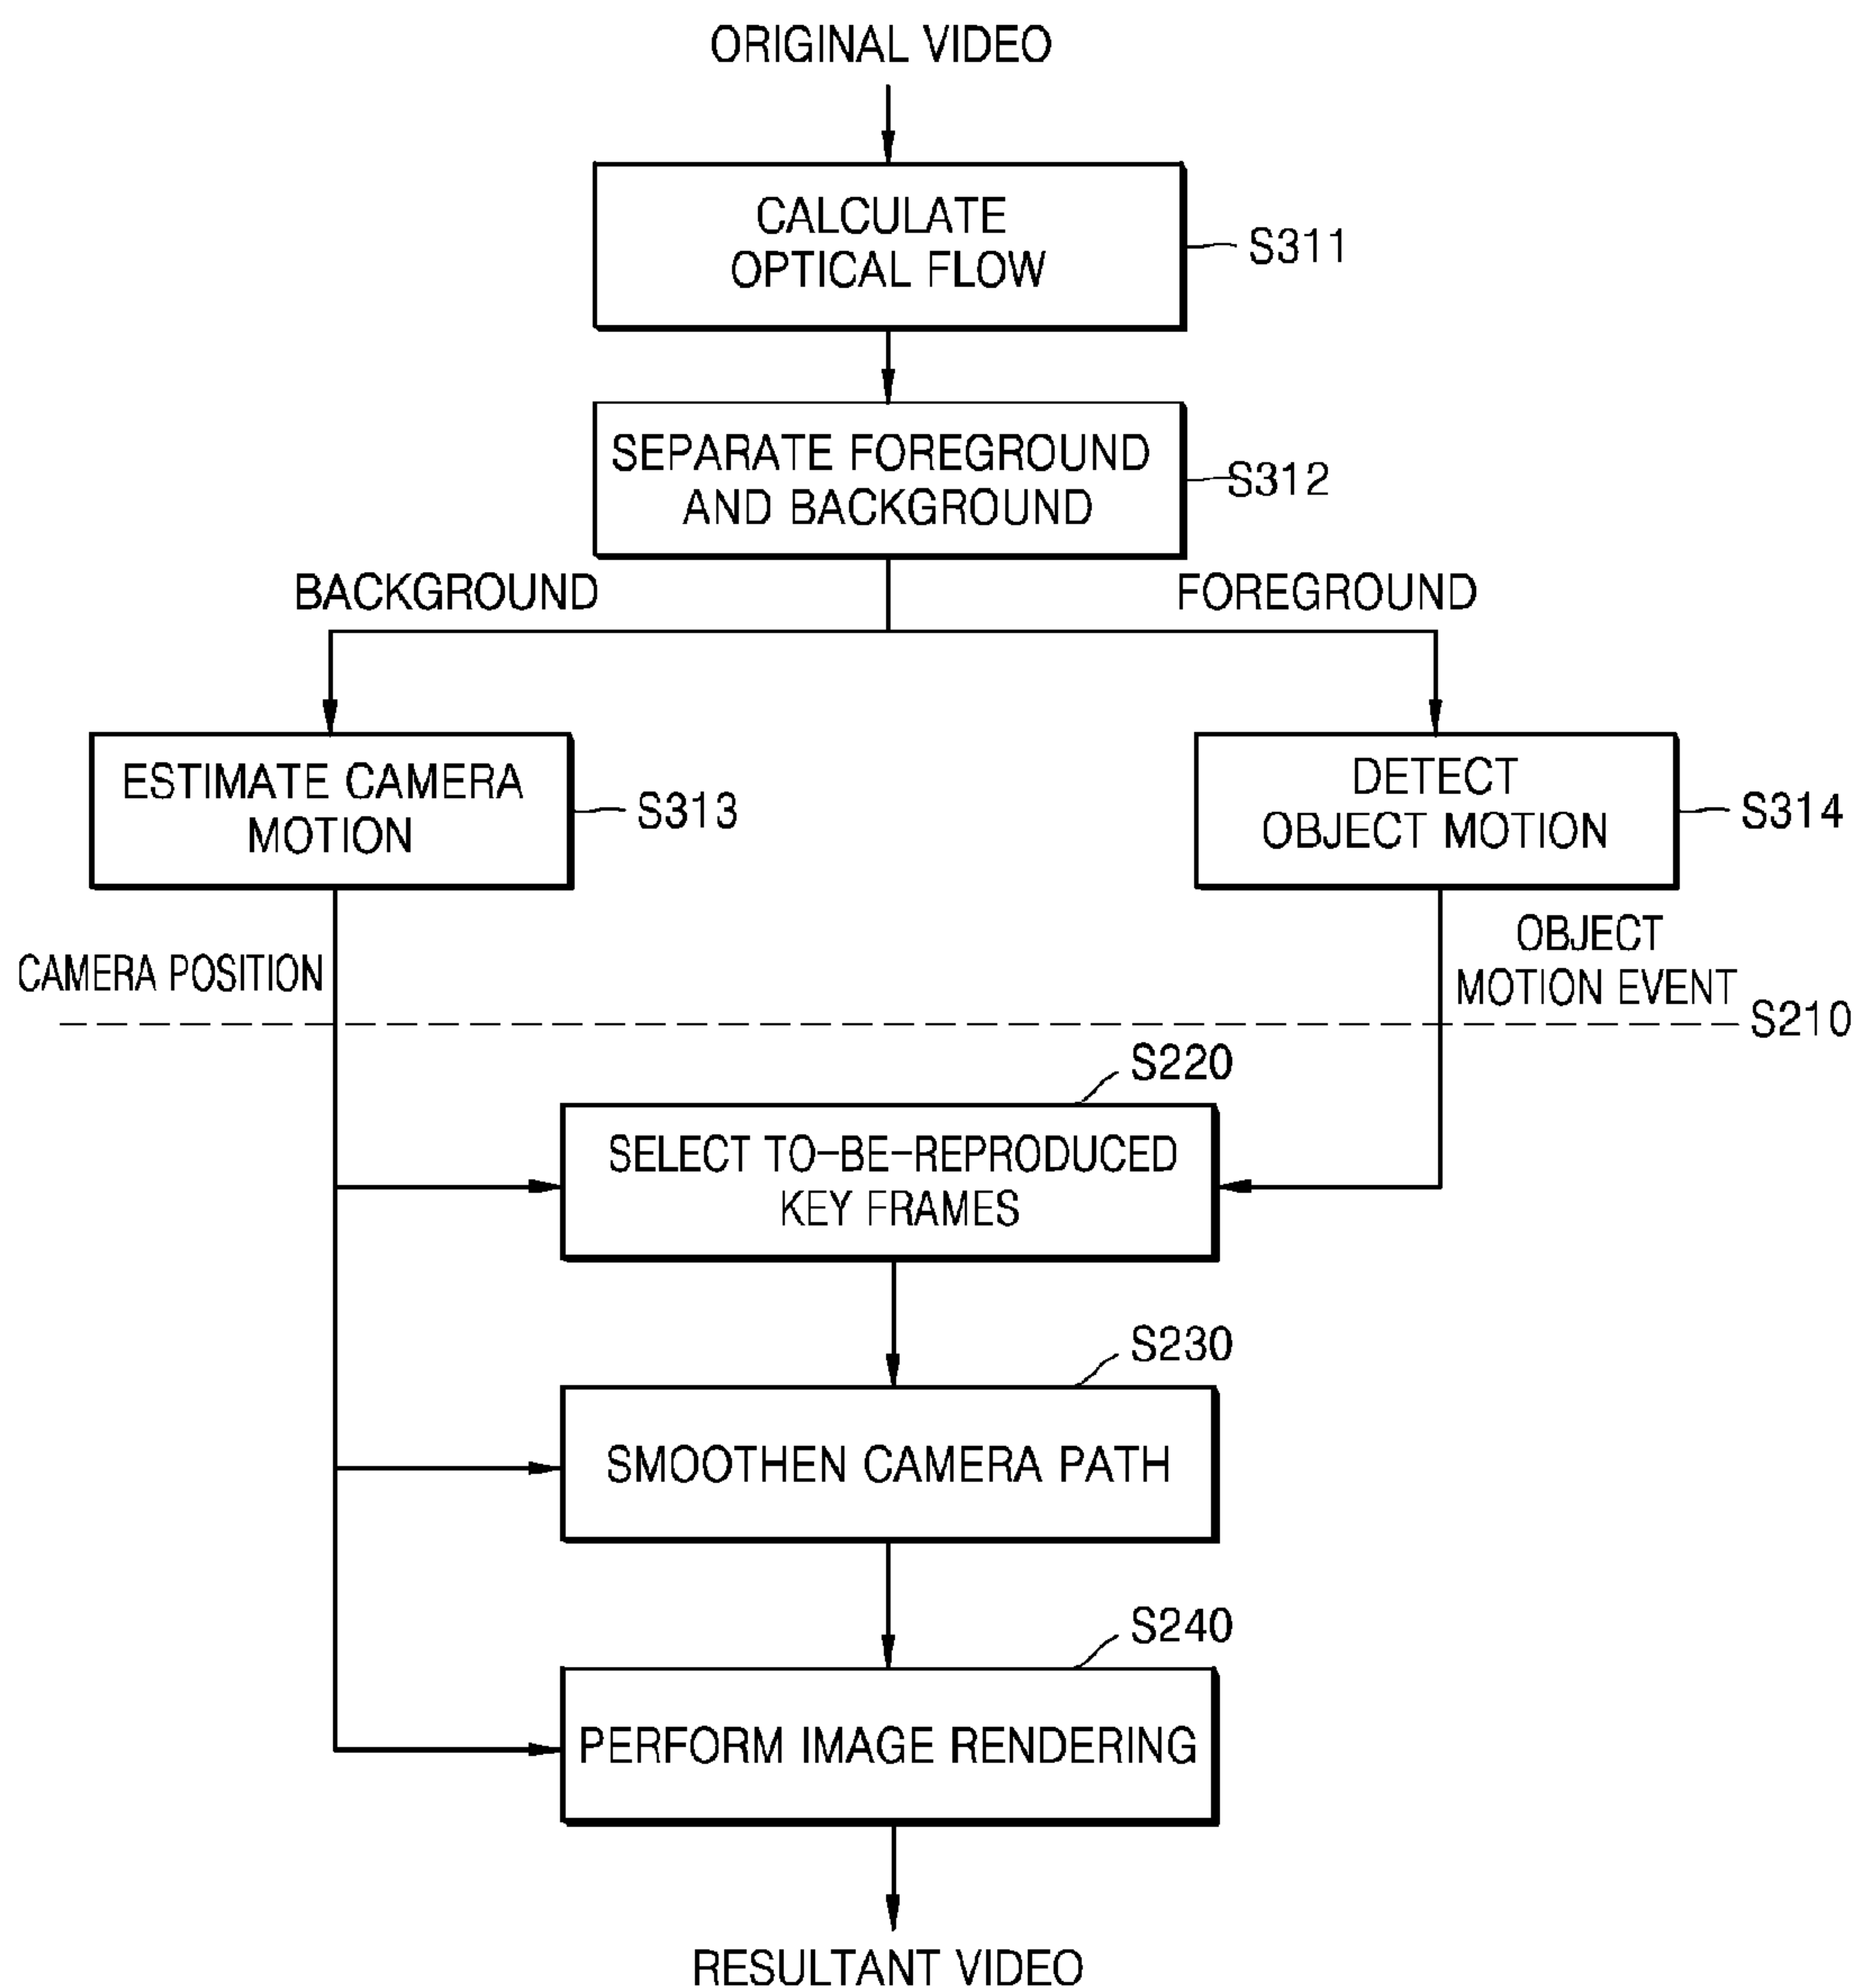 ORIGINAL VIDEO
CALCULATE
OPTICAL FLOW
S311
SEPARATE FOREGROUND
AND BACKGROUND
S312
BACKGROUND
FOREGROUND
ESTIMATE CAMERA
MOTION
S313
DETECT
OBJECT MOTION
S314
CAMERA POSITION
OBJECT
MOTION EVENT
S210
S220
SELECT TO-BE-REPRODUCED
KEY FRAMES
S230
SMOOTHEN CAMERA PATH
S240
PERFORM IMAGE RENDERING
RESULTANT VIDEO